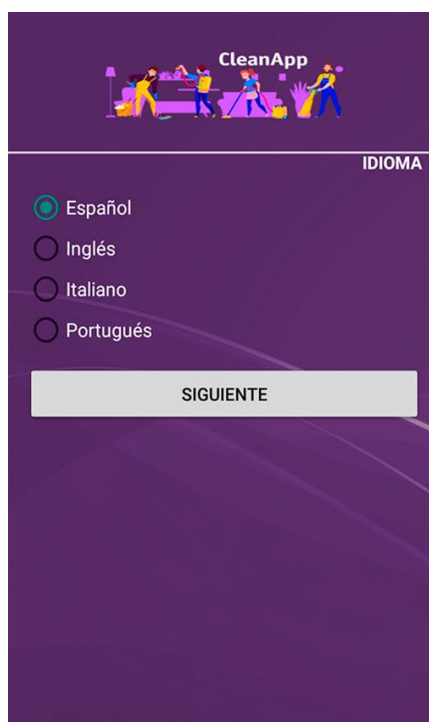 CleanApp
IDIOMA
Español
Inglés
Italiano
Portugués
SIGUIENTE